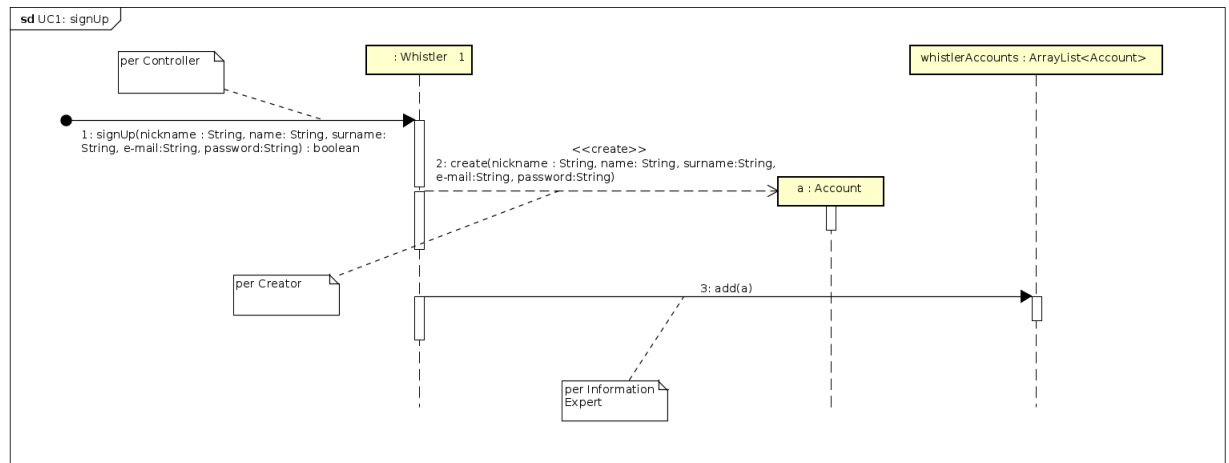 sd UC1: signUp
per Controller
: Whistler 1
whistlerAccounts : ArrayList<Account>
1: signUp(nickname : String, name: String, surname:
String, e-mail:String, password:String) : boolean
<<create>>
2: create(nickname : String, name: String, surname:String,
e-mail:String, password:String)
a : Account
per Creator
3: add(a)
per Information
Expert